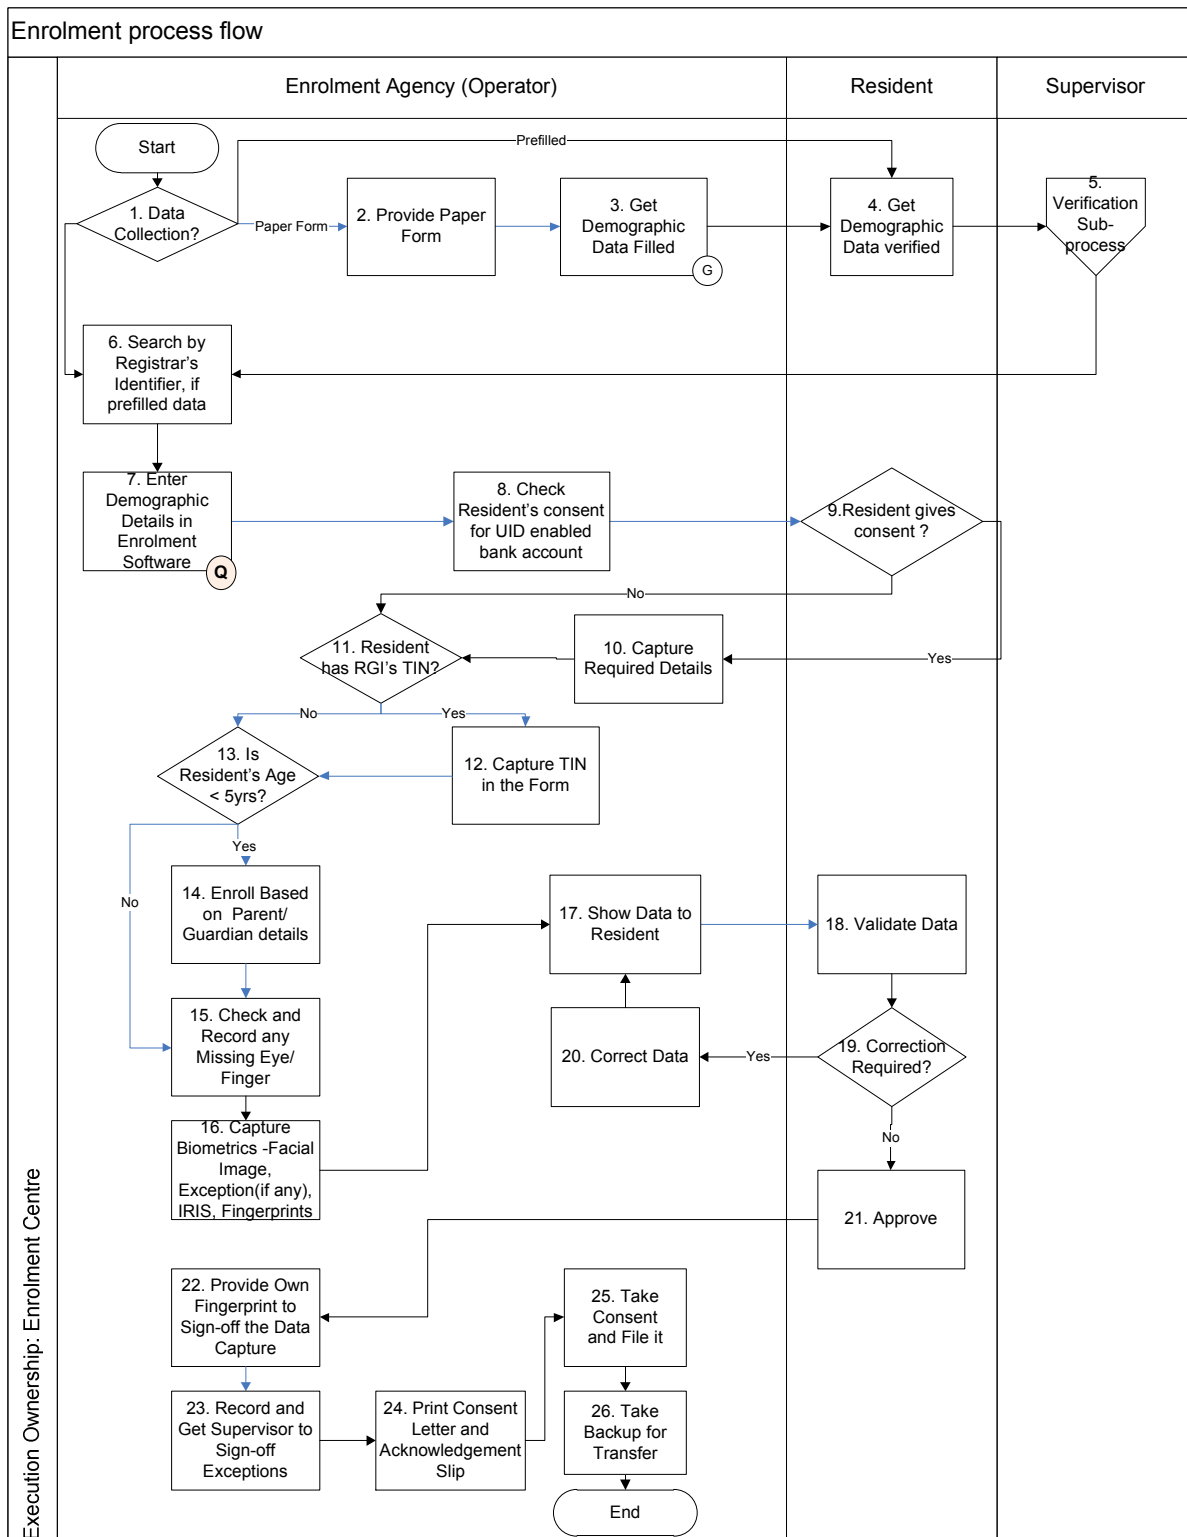 Enrolment process flow
Enrolment Agency (Operator)
Resident
Supervisor
Start
Prefilled
1. Data
Collection?
Paper Form
2. Provide Paper
Form
3. Get
Demographic
Data Filled
G
4. Get
Demographic
Data verified
5.
Verification
Sub-
process
6. Search by
Registrar's
Identifier, if
prefilled data
7. Enter
Demographic
Details in
Enrolment
Software
Q
8. Check
Resident's consent
for UID enabled
bank account
9.Resident gives
consent ?
No
Yes
10. Capture
Required Details
11. Resident
has RGI's TIN?
No
Yes
12. Capture TIN
in the Form
13. Is
Resident's Age
< 5yrs?
Yes
No
14. Enroll Based
on Parent/
Guardian details
15. Check and
Record any
Missing Eye/
Finger
16. Capture
Biometrics -Facial
Image,
Exception(if any),
IRIS, Fingerprints
17. Show Data to
Resident
18. Validate Data
19. Correction
Required?
Yes
20. Correct Data
No
21. Approve
22. Provide Own
Fingerprint to
Sign-off the Data
Capture
23. Record and
Get Supervisor to
Sign-off
Exceptions
24. Print Consent
Letter and
Acknowledgement
Slip
25. Take
Consent
and File it
26. Take
Backup for
Transfer
End
Execution Ownership: Enrolment Centre